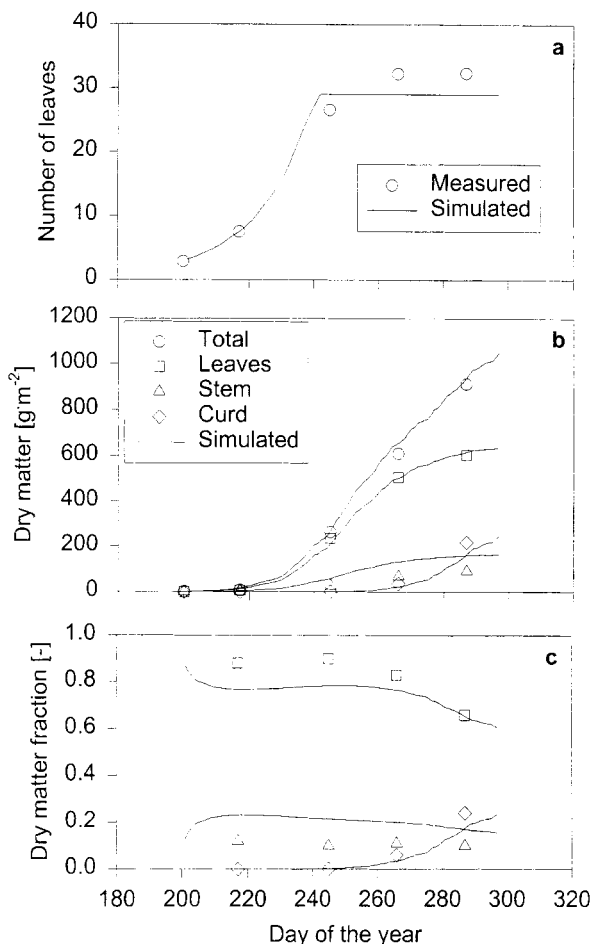 40
30
20
10
0
Number of leaves
a
Measured
Simulated
1200
1000
800
600
400
200
0
Dry matter [g·m-2]
b
Total
Leaves
Stem
Curd
Simulated
1.0
0.8
0.6
0.4
0.2
0.0
Dry matter fraction [-]
c
180 200 220 240 260 280 300 320
Day of the year